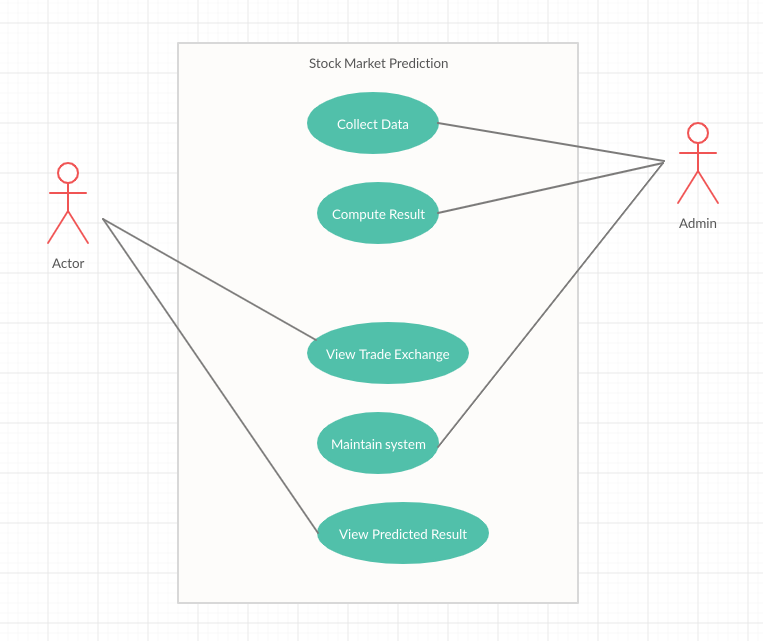 Stock Market Prediction
Collect Data
Compute Result
Admin
Actor
View Trade Exchange
Maintain system
View Predicted Result